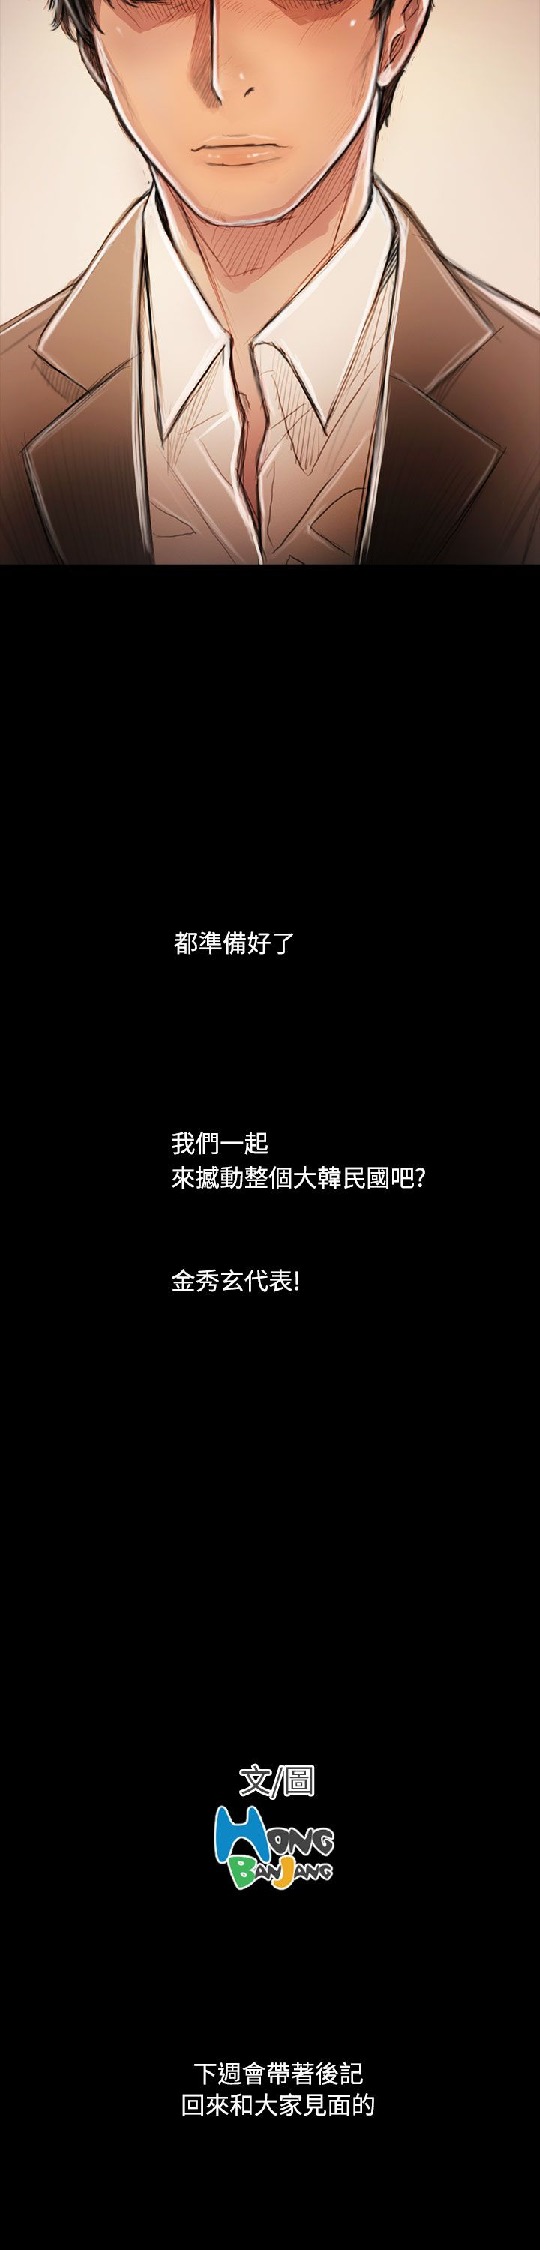 都準備好了
我們一起
來撼動整個大韓民國吧?
金秀玄代表!
文/圖
HONG
BANJANG
下週會帶著後記
回來和大家見面的